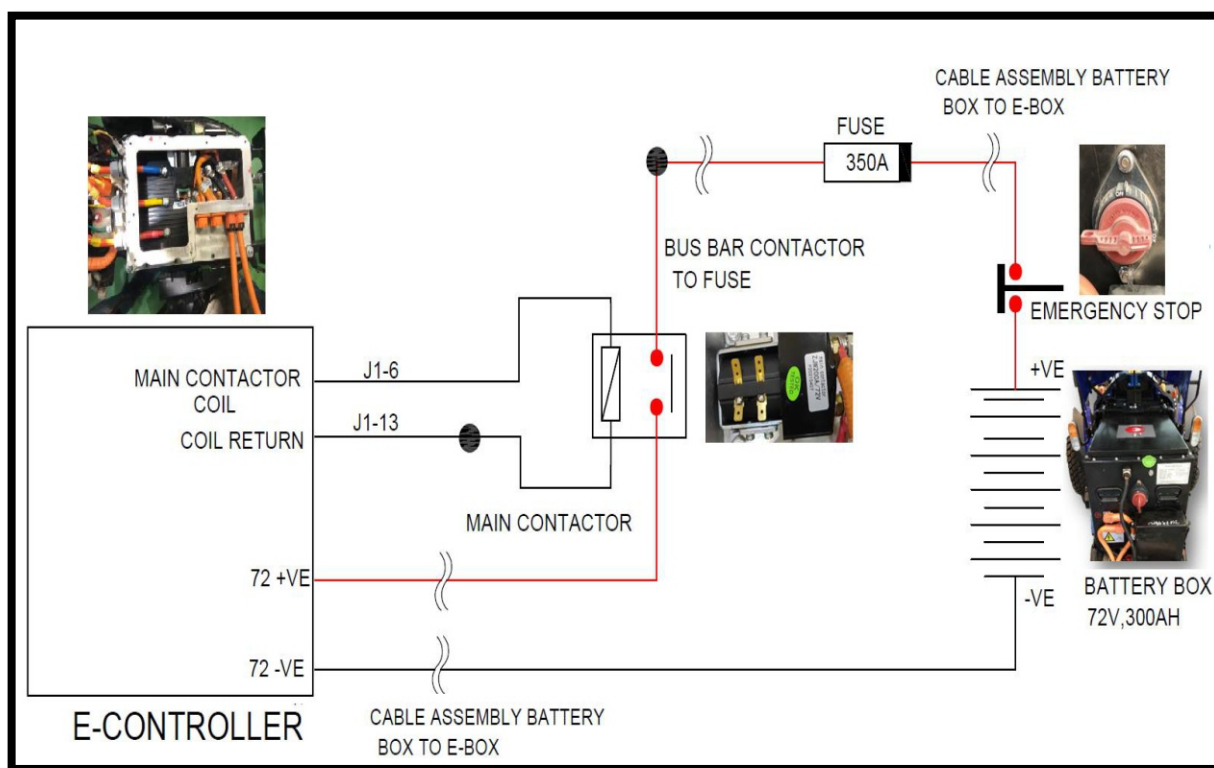 CABLE ASSEMBLY BATTERY
BOX TO E-BOX
FUSE
350A
BUS BAR CONTACTOR
TO FUSE
EMERGENCY STOP
MAIN CONTACTOR
COIL
J1-6
COIL RETURN
J1-13
+VE
MAIN CONTACTOR
72 +VE
-VE
BATTERY BOX
72V,300AH
72 -VE
E-CONTROLLER
CABLE ASSEMBLY BATTERY
BOX TO E-BOX